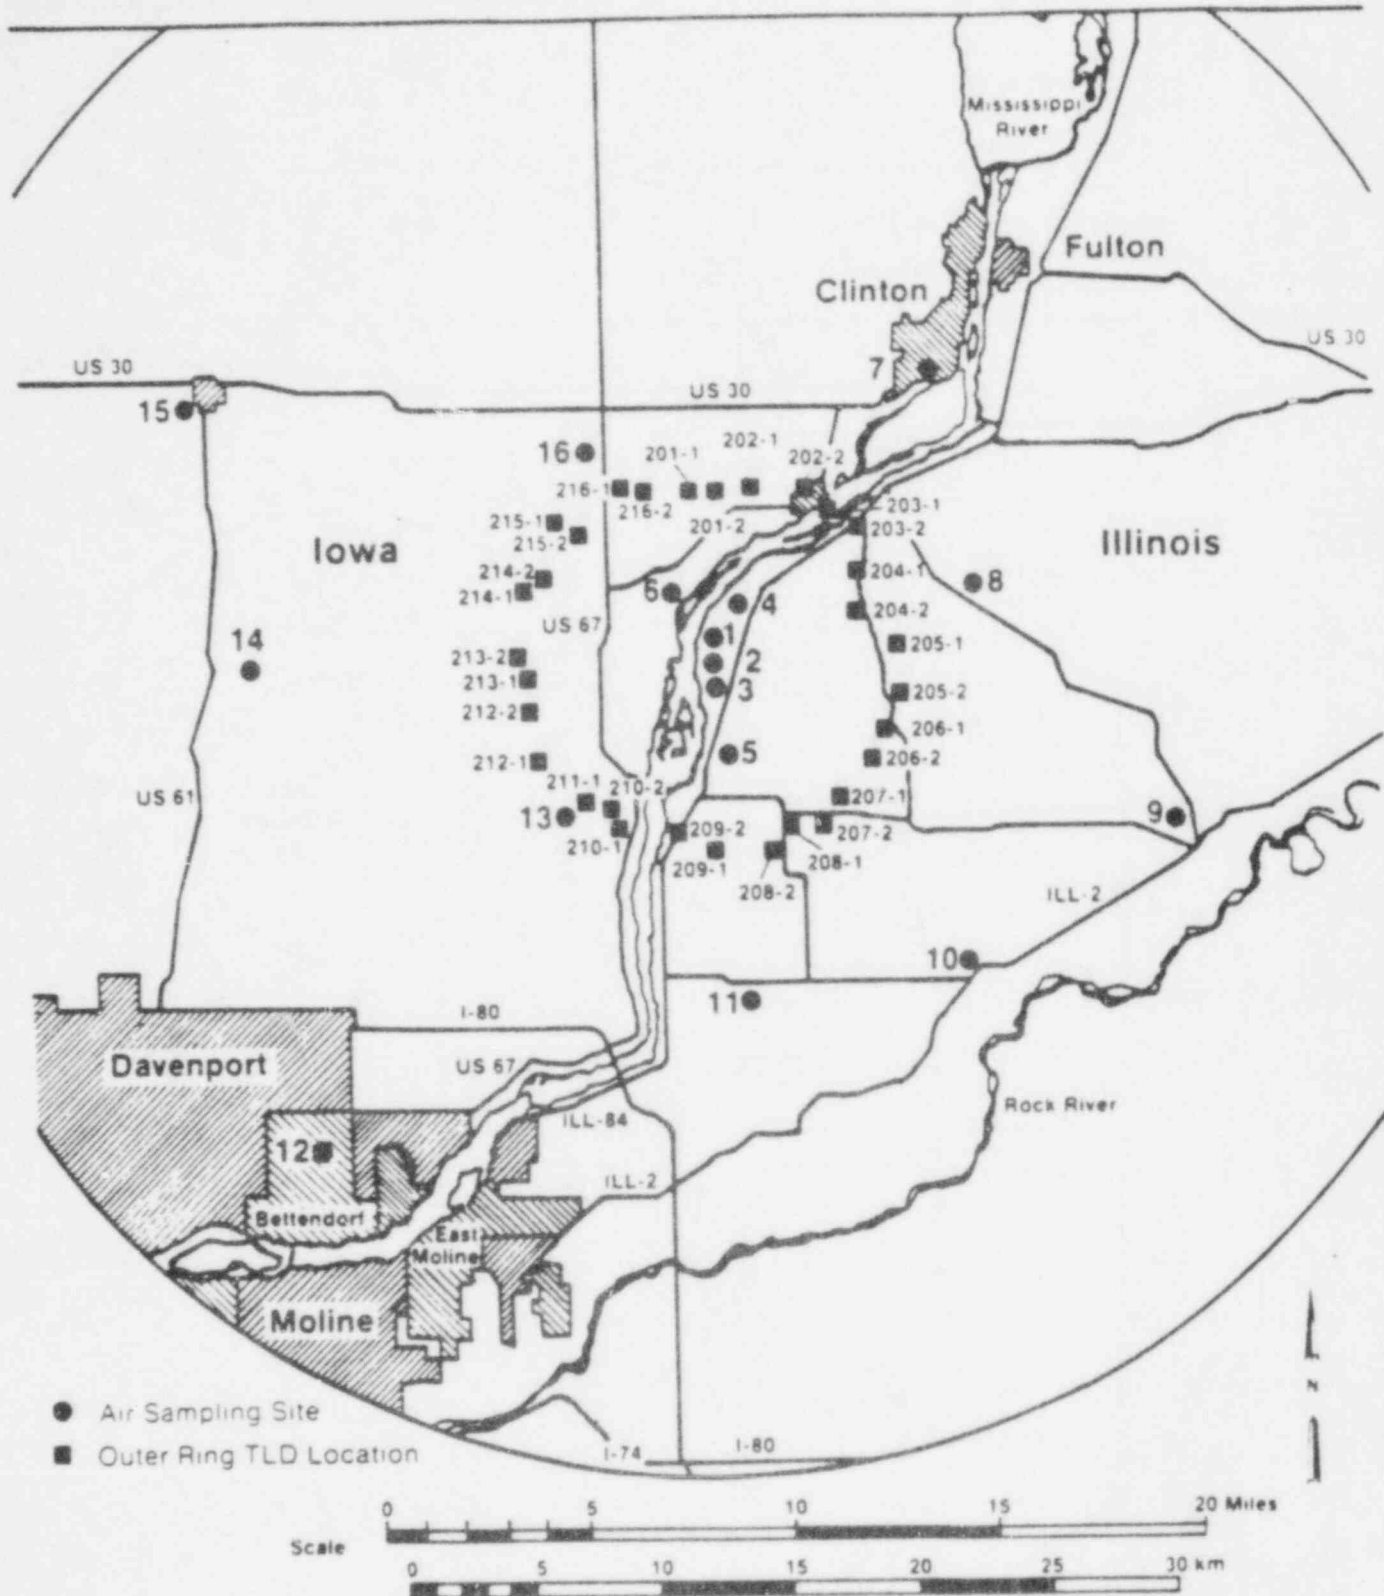 Mississippi
River
Fulton
Clinton
US 30
7
US 30
US 30
15
16
202-1
201-1
202-2
216-1
216-2
203-1
215-1
201-2
203-2
215-2
Iowa
Illinois
214-2
204-1
8
214-1
6
4
204-2
US 67
14
1
205-1
213-2
2
213-1
3
205-2
212-2
206-1
5
206-2
212-1
211-1
210-2
US 61
207-1
13
9
209-2
207-2
210-1
208-1
209-1
208-2
ILL-2
10
11
I-80
Davenport
US 67
Rock River
ILL-84
12
ILL-2
Bettendorf
East
Moline
Moline
N
Air Sampling Site
Outer Ring TLD Location
I-74
I-80
0 5 10 15 20 Miles
Scale
0 5 10 15 20 25 30 km